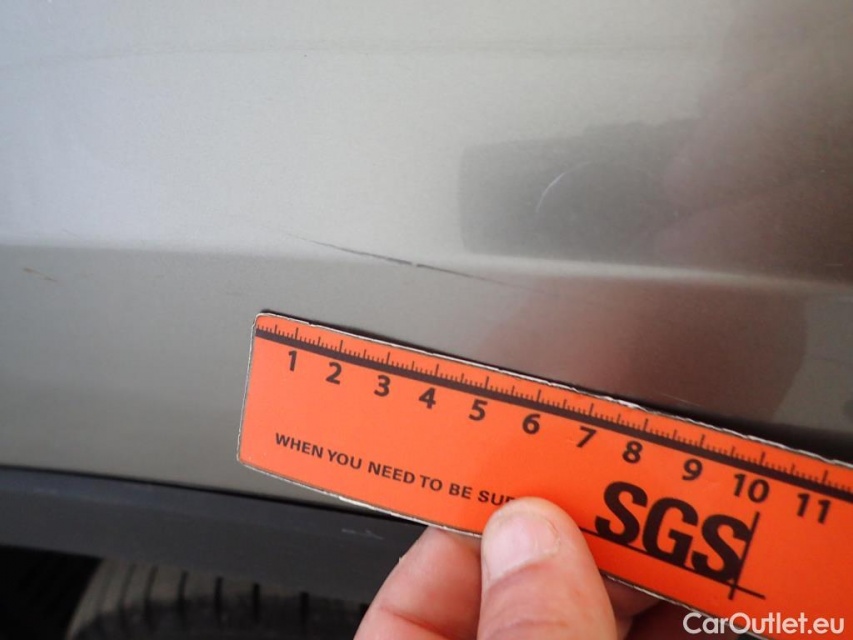 1 2 3 4 5 6 7 8 9 10 11
WHEN YOU NEED TO BE
SGS
CarOutlet.eu